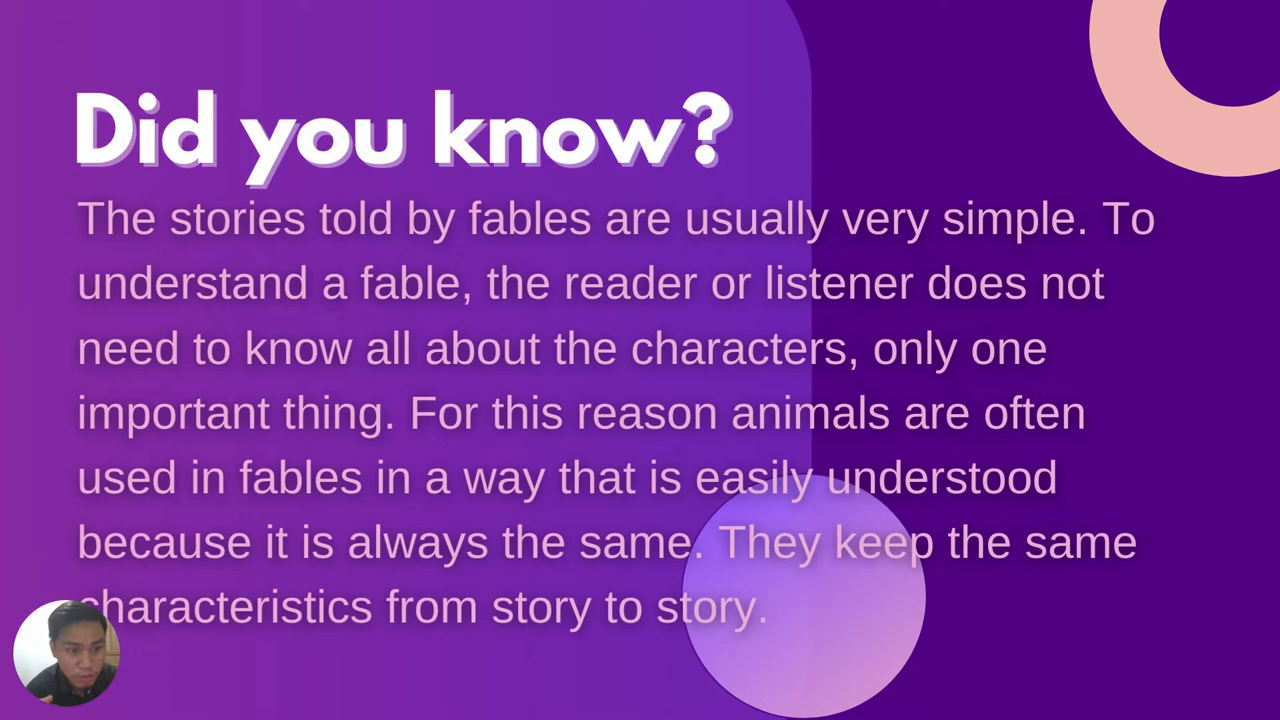 Did you know?
The stories told by fables are usually very simple. To
understand a fable, the reader or listener does not
need to know all about the characters, only one
important thing. For this reason animals are often
used in fables in a way that is easily understood
because it is always the same. They keep the same
characteristics from story to story.